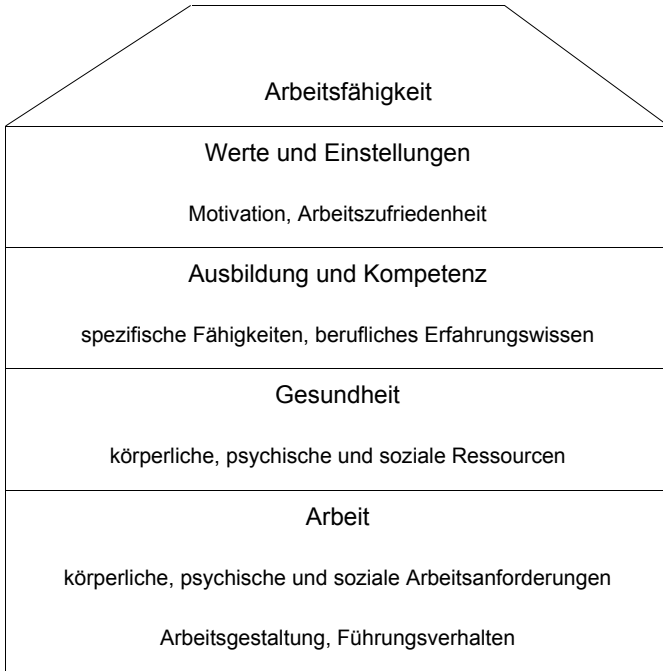 Arbeitsfähigkeit
Werte und Einstellungen
Motivation, Arbeitszufriedenheit
Ausbildung und Kompetenz
spezifische Fähigkeiten, berufliches Erfahrungswissen
Gesundheit
körperliche, psychische und soziale Ressourcen
Arbeit
körperliche, psychische und soziale Arbeitsanforderungen
Arbeitsgestaltung, Führungsverhalten